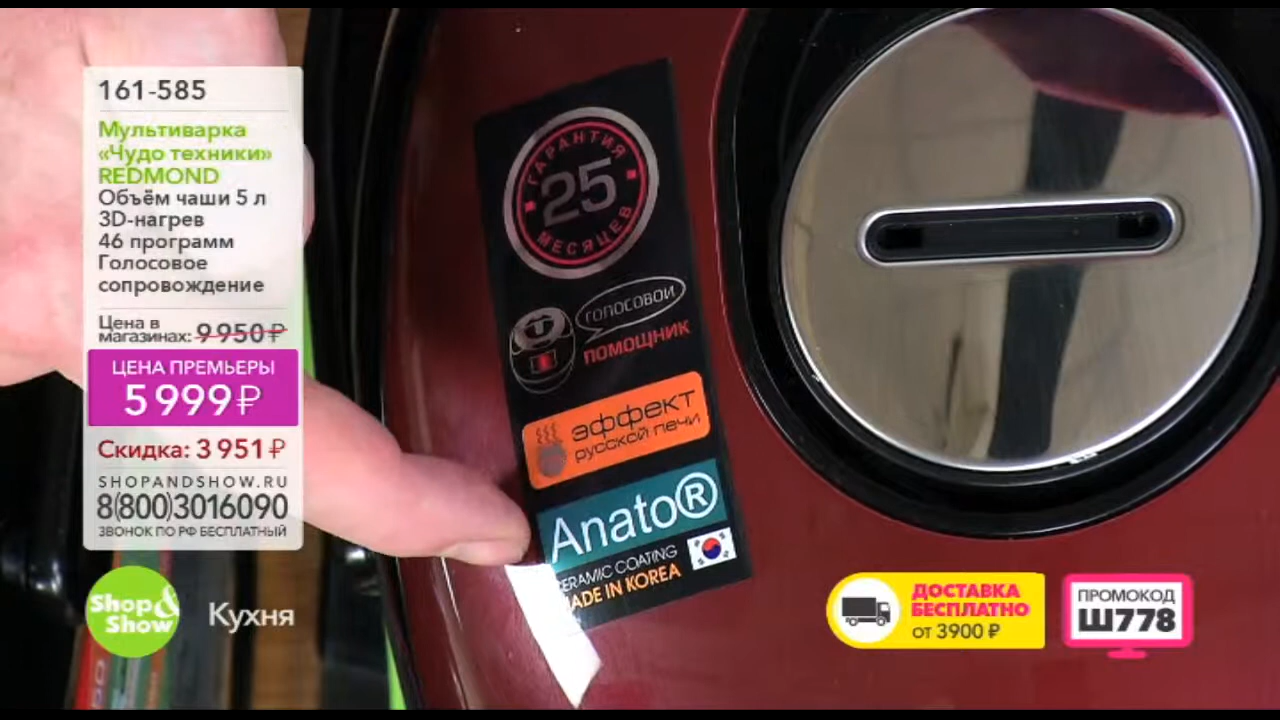 161-585
Мультиварка
«Чудо техники»
REDMOND
Объём чаши 5 л
3D-нагрев
46 программ
Голосовое
сопровождение
Цена в
магазинах: 9 950 ₽
ЦЕНА ПРЕМЬЕРЫ
5 999 ₽
Скидка: 3 951 ₽
SHOPANDSHOW.RU
8(800)3016090
ЗВОНОК ПО РФ БЕСПЛАТНЫЙ
Shop&
Show
Кухня
ГАРАНТИЯ
25
МЕСЯЦЕВ
ГОЛОСОВОЙ
ПОМОЩНИК
эффект
русской печи
Anato®
CERAMIC COATING
MADE IN KOREA
ДОСТАВКА
БЕСПЛАТНО
от 3900 ₽
ПРОМОКОД
Ш778